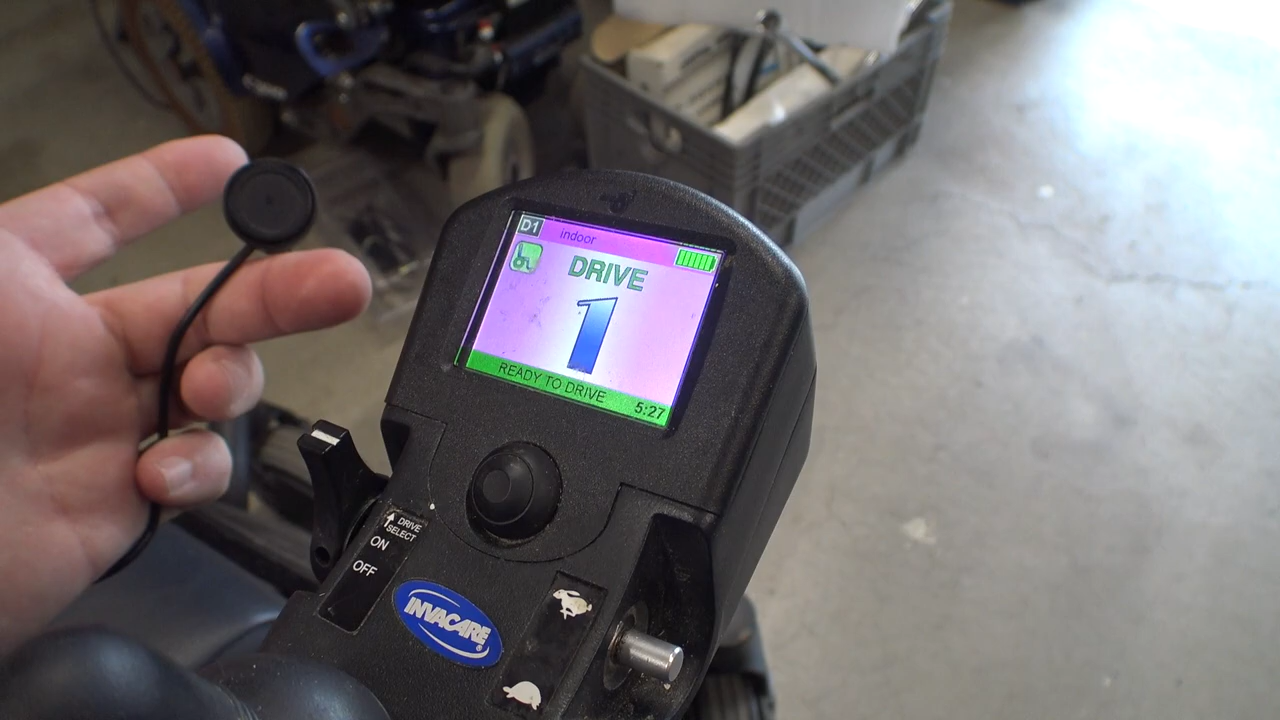 D1 indoor
DRIVE
1
READY TO DRIVE 5:27
DRIVE
SELECT
ON
OFF
INVACARE®